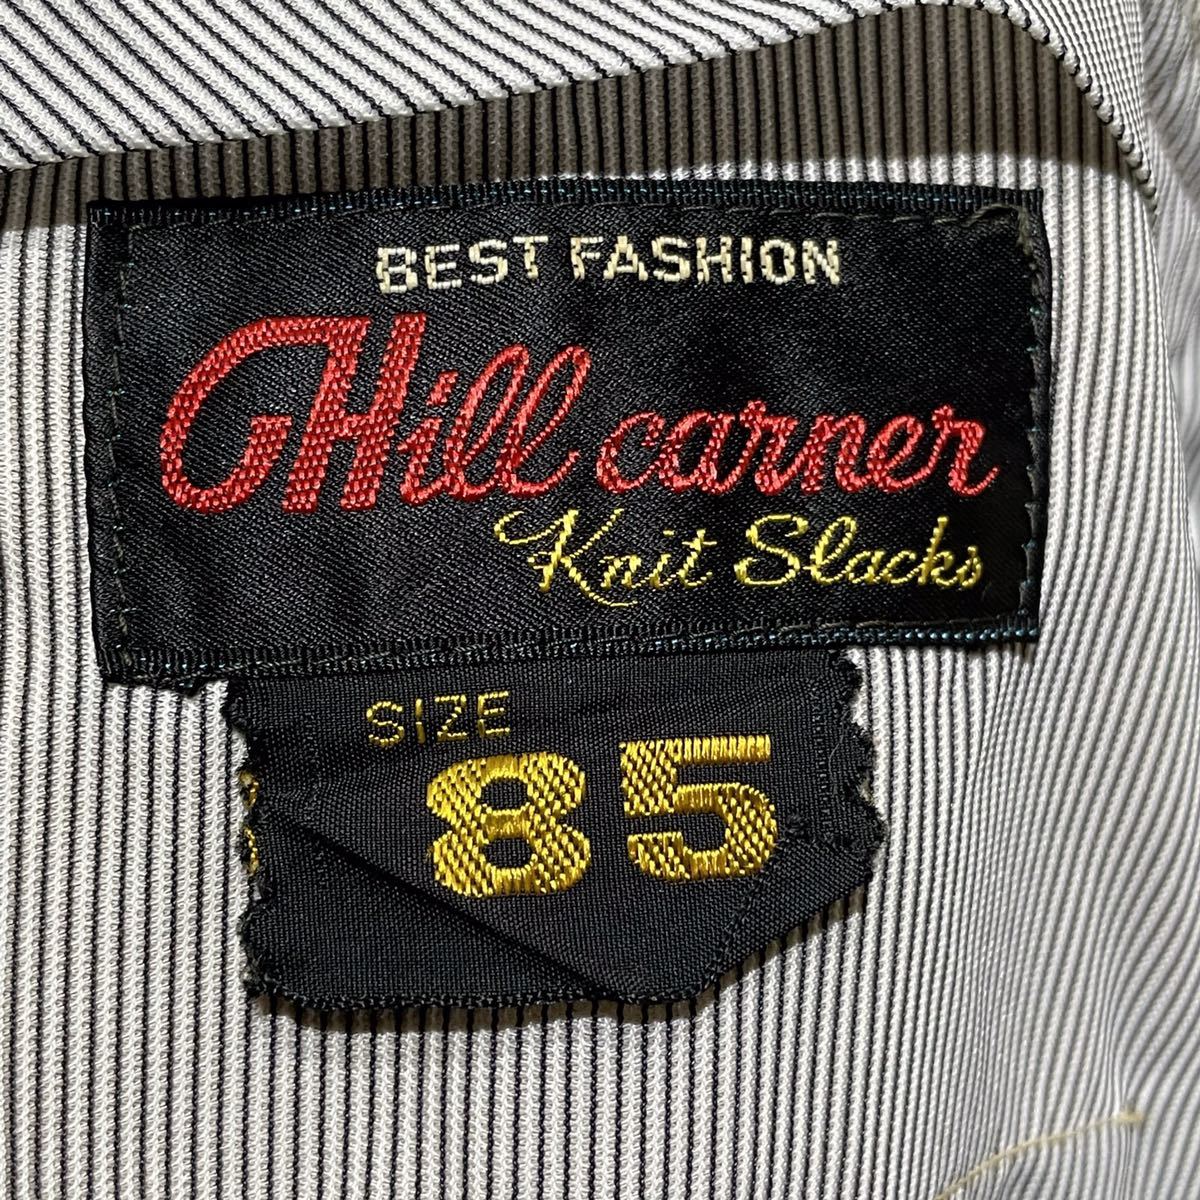 BEST FASHION
Hill carner
Knit Slacks
SIZE
85